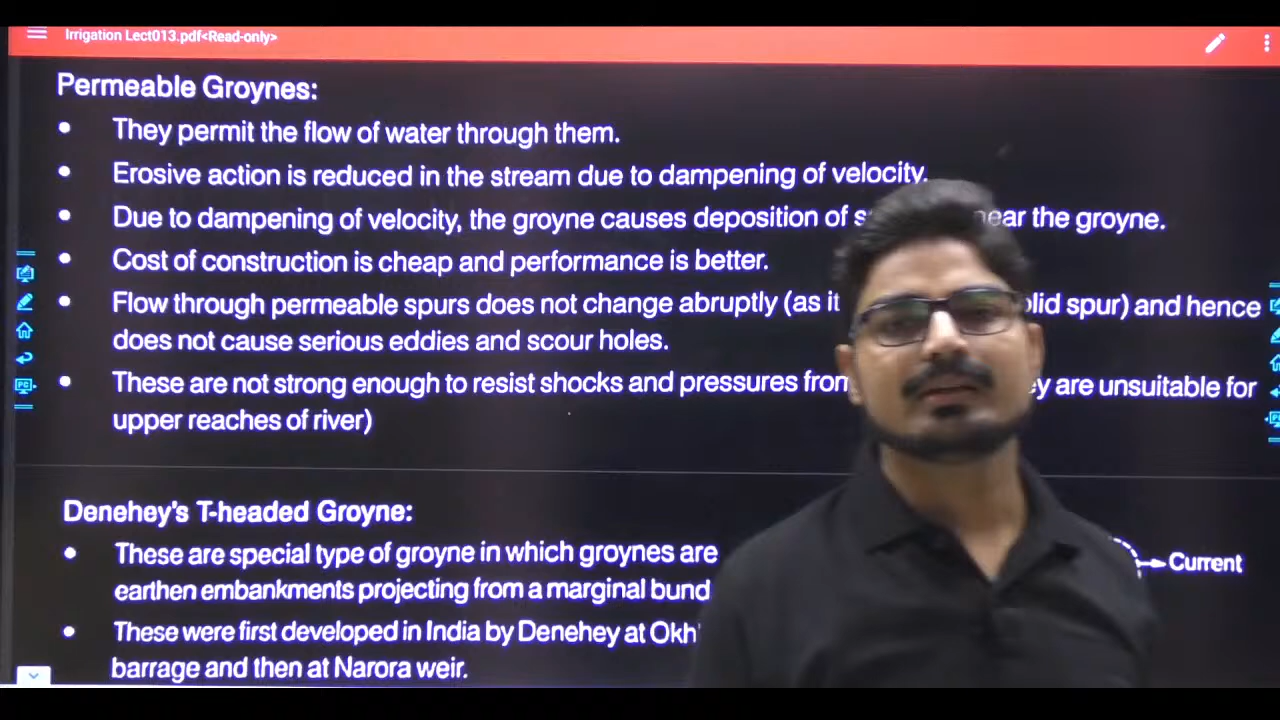 Irrigation Lect013.pdf<Read-only>
Permeable Groynes:
• They permit the flow of water through them.
• Erosive action is reduced in the stream due to dampening of velocity.
• Due to dampening of velocity, the groyne causes deposition of near the groyne.
• Cost of construction is cheap and performance is better.
• Flow through permeable spurs does not change abruptly (as it spur) and hence
does not cause serious eddies and scour holes.
• These are not strong enough to resist shocks and pressures are unsuitable for
upper reaches of river)
Denehey's T-headed Groyne:
• These are special type of groyne in which groynes are
earthen embankments projecting from a marginal bund
Current
• These were first developed in India by Denehey at
barrage and then at Narora weir.